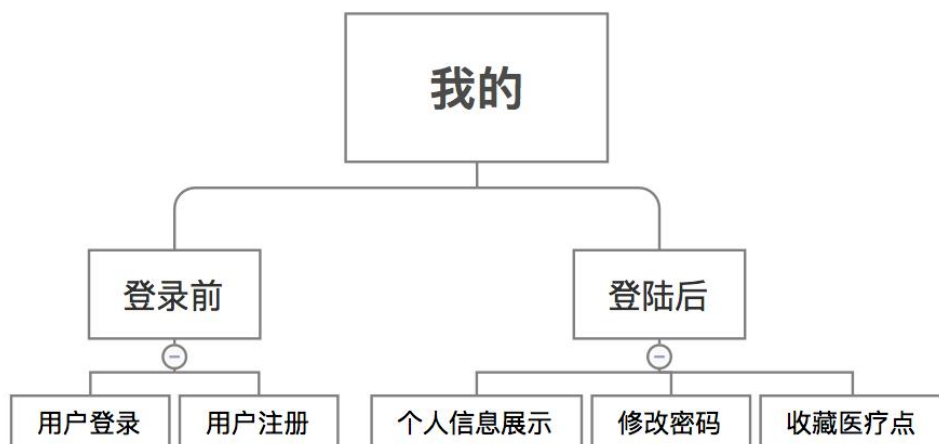 我的
登录前
登陆后
用户登录
用户注册
个人信息展示
修改密码
收藏医疗点